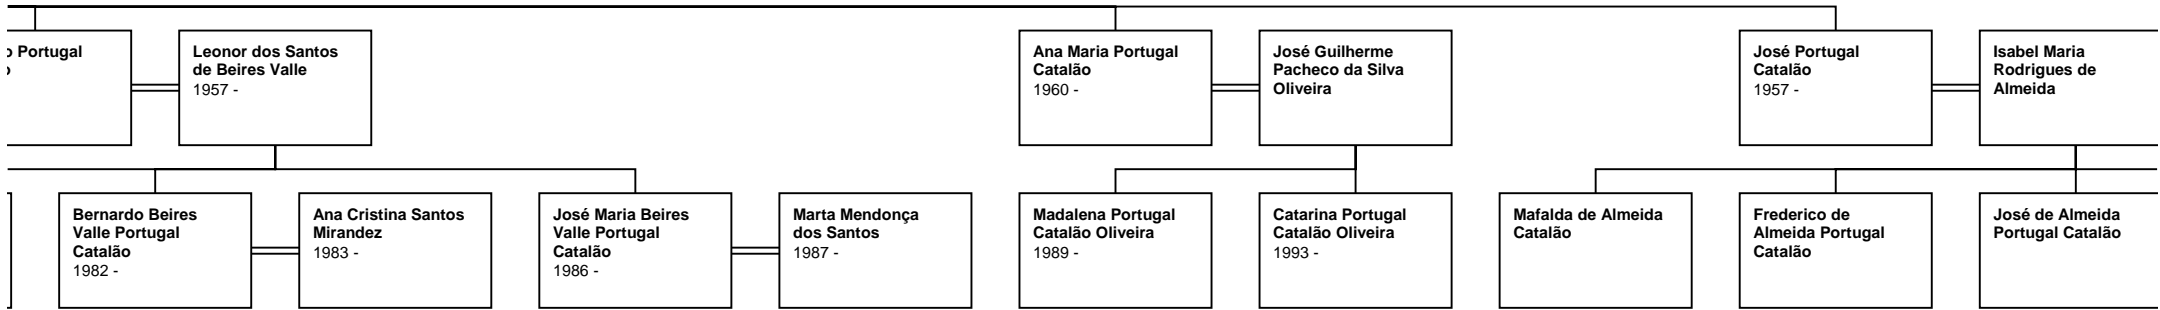 Portugal
Leonor dos Santos
de Beires Valle
1957 -
Ana Maria Portugal
Catalão
1960 -
José Guilherme
Pacheco da Silva
Oliveira
José Portugal
Catalão
1957 -
Isabel Maria
Rodrigues de
Almeida
Bernardo Beires
Valle Portugal
Catalão
1982 -
Ana Cristina Santos
Mirandez
1983 -
José Maria Beires
Valle Portugal
Catalão
1986 -
Marta Mendonça
dos Santos
1987 -
Madalena Portugal
Catalão Oliveira
1989 -
Catarina Portugal
Catalão Oliveira
1993 -
Mafalda de Almeida
Catalão
Frederico de
Almeida Portugal
Catalão
José de Almeida
Portugal Catalão